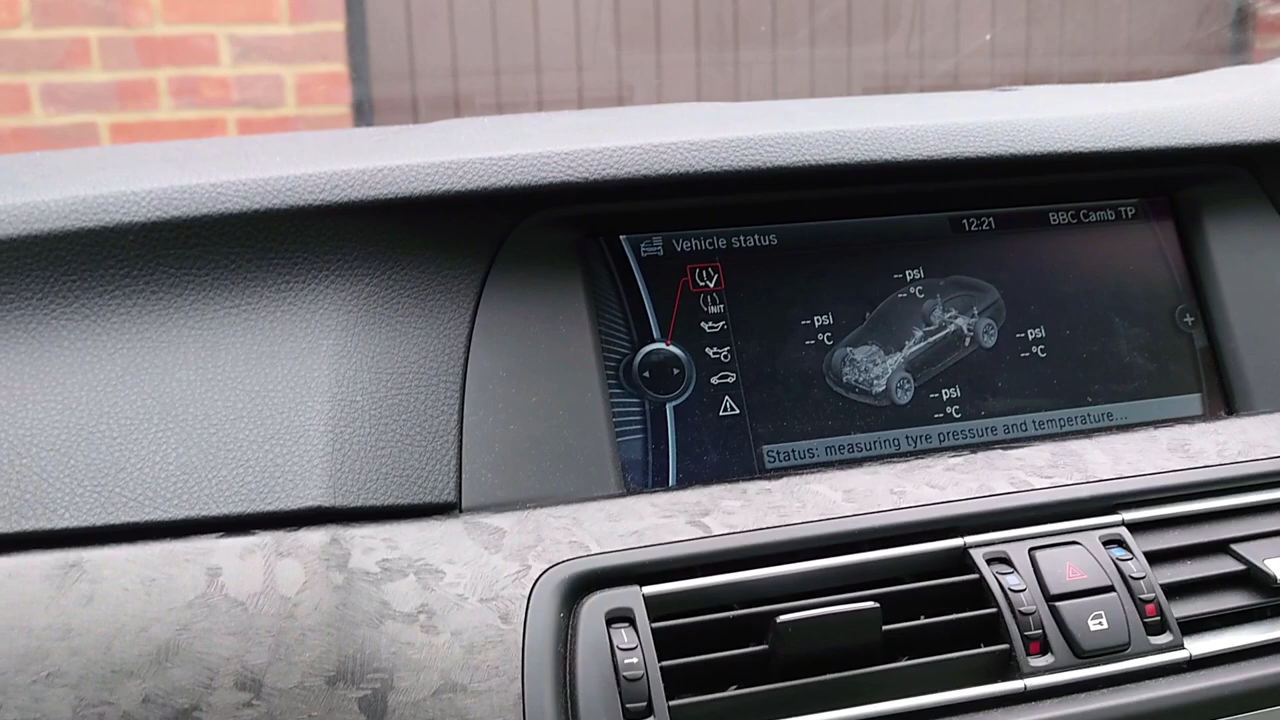 Vehicle status
12:21
BBC Camb TP
INIT
-- psi
-- °C
-- psi
-- °C
-- psi
-- °C
-- psi
-- °C
Status: measuring tyre pressure and temperature...